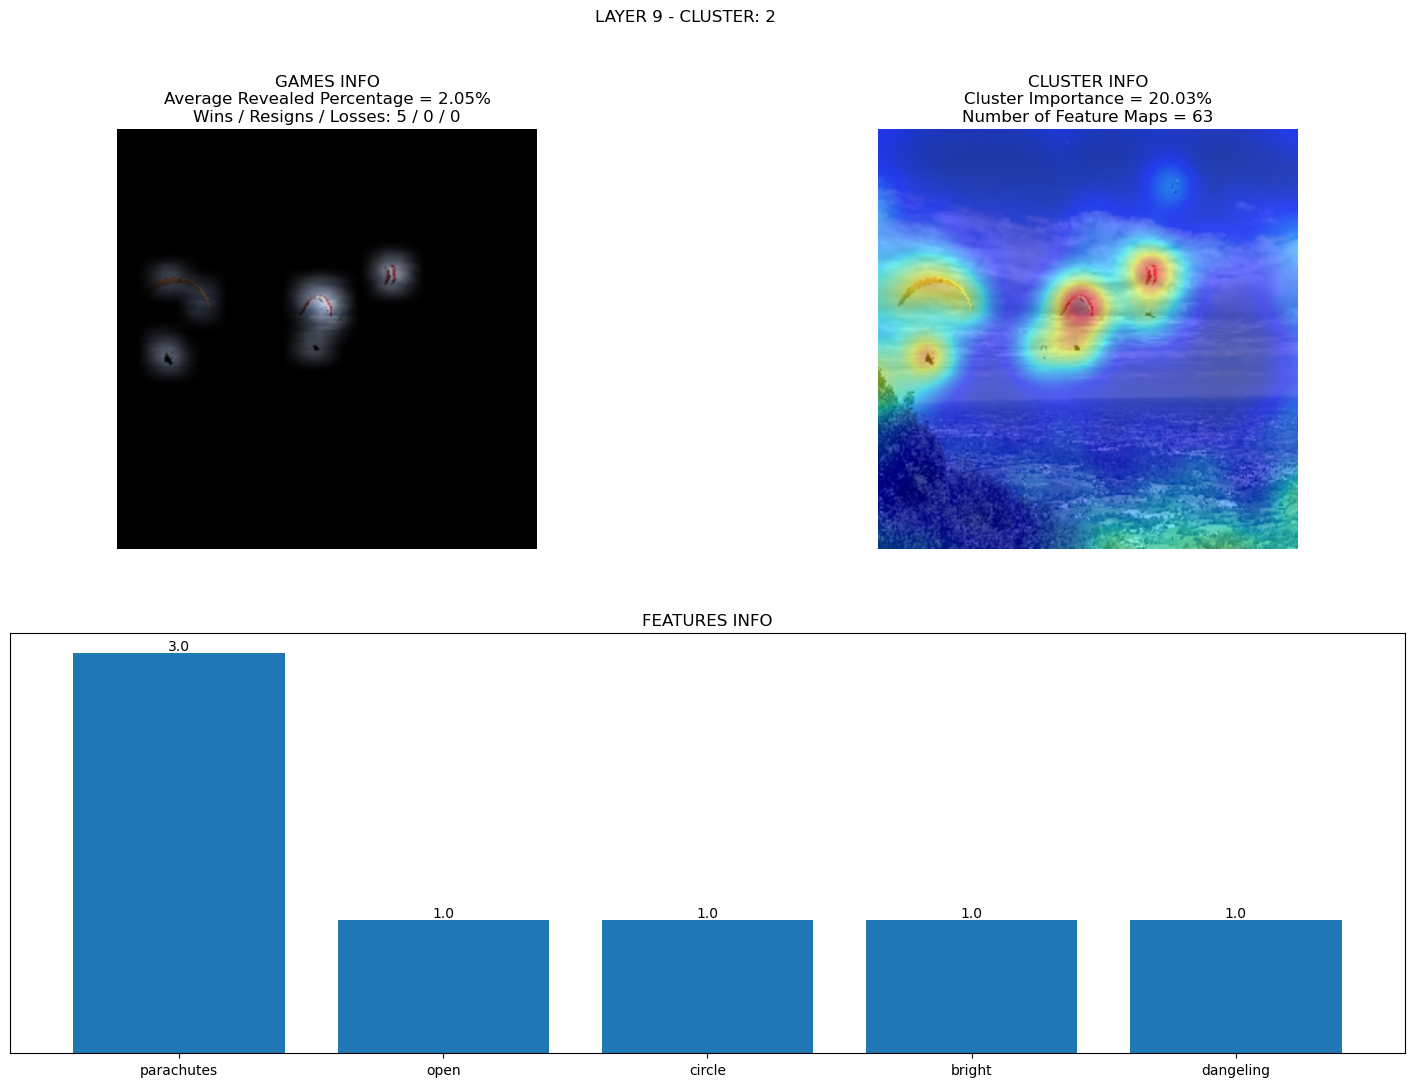 LAYER 9 - CLUSTER: 2
GAMES INFO
Average Revealed Percentage = 2.05%
Wins / Resigns / Losses: 5 / 0 / 0
CLUSTER INFO
Cluster Importance = 20.03%
Number of Feature Maps = 63
FEATURES INFO
3.0
1.0
1.0
1.0
1.0
parachutes
open
circle
bright
dangeling